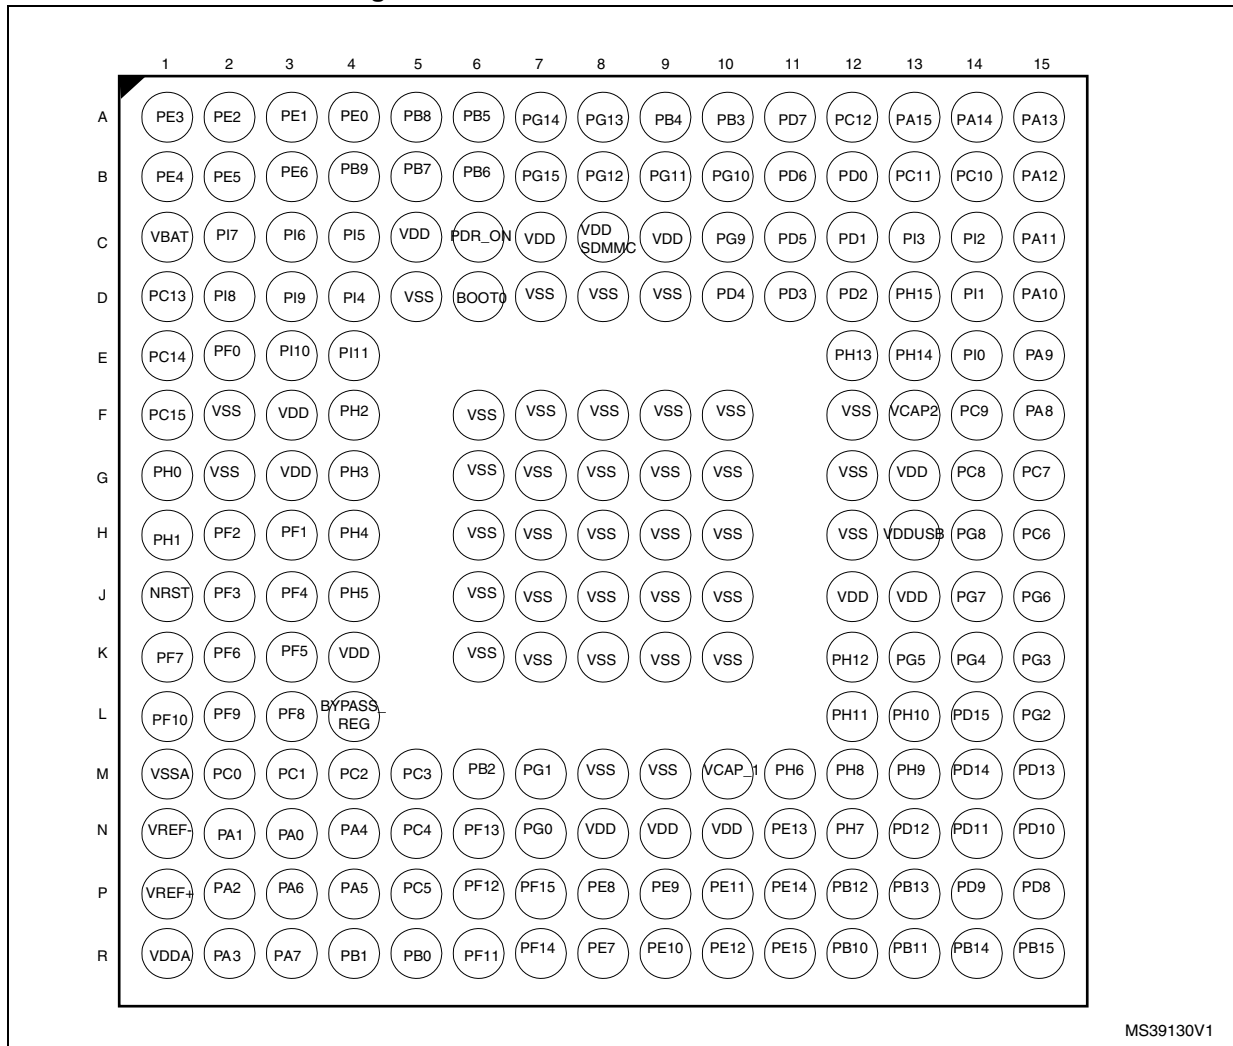 1 2 3 4 5 6 7 8 9 10 11 12 13 14 15
A PE3 PE2 PE1 PE0 PB8 PB5 PG14 PG13 PB4 PB3 PD7 PC12 PA15 PA14 PA13
B PE4 PE5 PE6 PB9 PB7 PB6 PG15 PG12 PG11 PG10 PD6 PD0 PC11 PC10 PA12
C VBAT PI7 PI6 PI5 VDD PDR_ON VDD VDD SDMMC VDD PG9 PD5 PD1 PI3 PI2 PA11
D PC13 PI8 PI9 PI4 VSS BOOT0 VSS VSS VSS PD4 PD3 PD2 PH15 PI1 PA10
E PC14 PF0 PI10 PI11 PH13 PH14 PI0 PA9
F PC15 VSS VDD PH2 VSS VSS VSS VSS VSS VSS VCAP2 PC9 PA8
G PH0 VSS VDD PH3 VSS VSS VSS VSS VSS VSS VDD PC8 PC7
H PH1 PF2 PF1 PH4 VSS VSS VSS VSS VSS VSS VDDUSB PG8 PC6
J NRST PF3 PF4 PH5 VSS VSS VSS VSS VSS VDD VDD PG7 PG6
K PF7 PF6 PF5 VDD VSS VSS VSS VSS VSS PH12 PG5 PG4 PG3
L PF10 PF9 PF8 BYPASS_ REG PH11 PH10 PD15 PG2
M VSSA PC0 PC1 PC2 PC3 PB2 PG1 VSS VSS VCAP_1 PH6 PH8 PH9 PD14 PD13
N VREF- PA1 PA0 PA4 PC4 PF13 PG0 VDD VDD VDD PE13 PH7 PD12 PD11 PD10
P VREF+ PA2 PA6 PA5 PC5 PF12 PF15 PE8 PE9 PE11 PE14 PB12 PB13 PD9 PD8
R VDDA PA3 PA7 PB1 PB0 PF11 PF14 PE7 PE10 PE12 PE15 PB10 PB11 PB14 PB15
MS39130V1